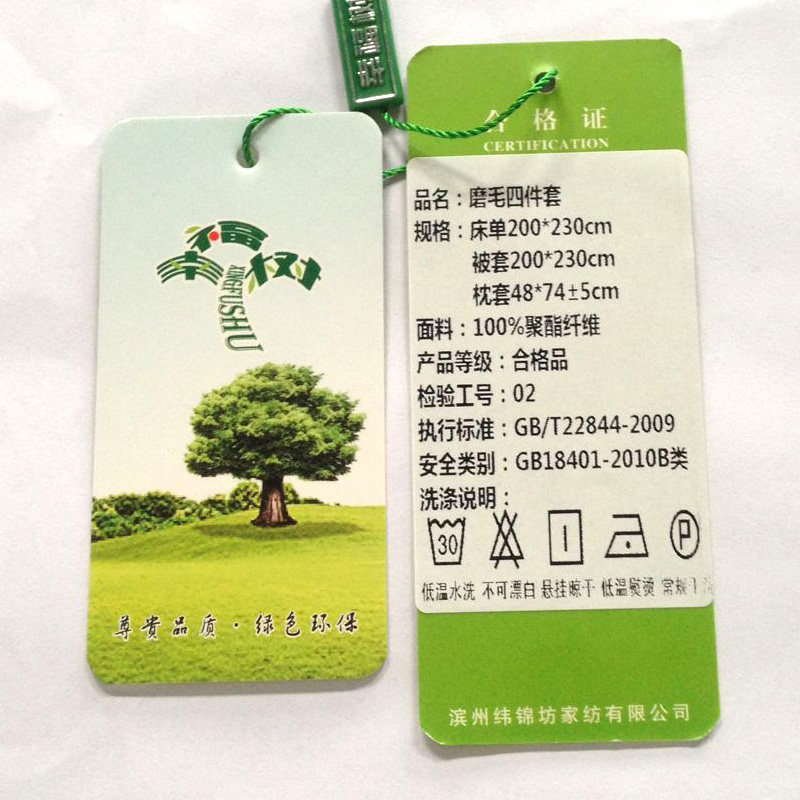 幸福树
XINGFUSHU
尊贵品质·绿色环保
合格证
CERTIFICATION
品名：磨毛四件套
规格：床单200*230cm
被套200*230cm
枕套48*74±5cm
面料：100%聚酯纤维
产品等级：合格品
检验工号：02
执行标准：GB/T22844-2009
安全类别：GB18401-2010B类
洗涤说明：
30 P
低温水洗 不可漂白 悬挂晾干 低温熨烫 常规
滨州纬锦坊家纺有限公司